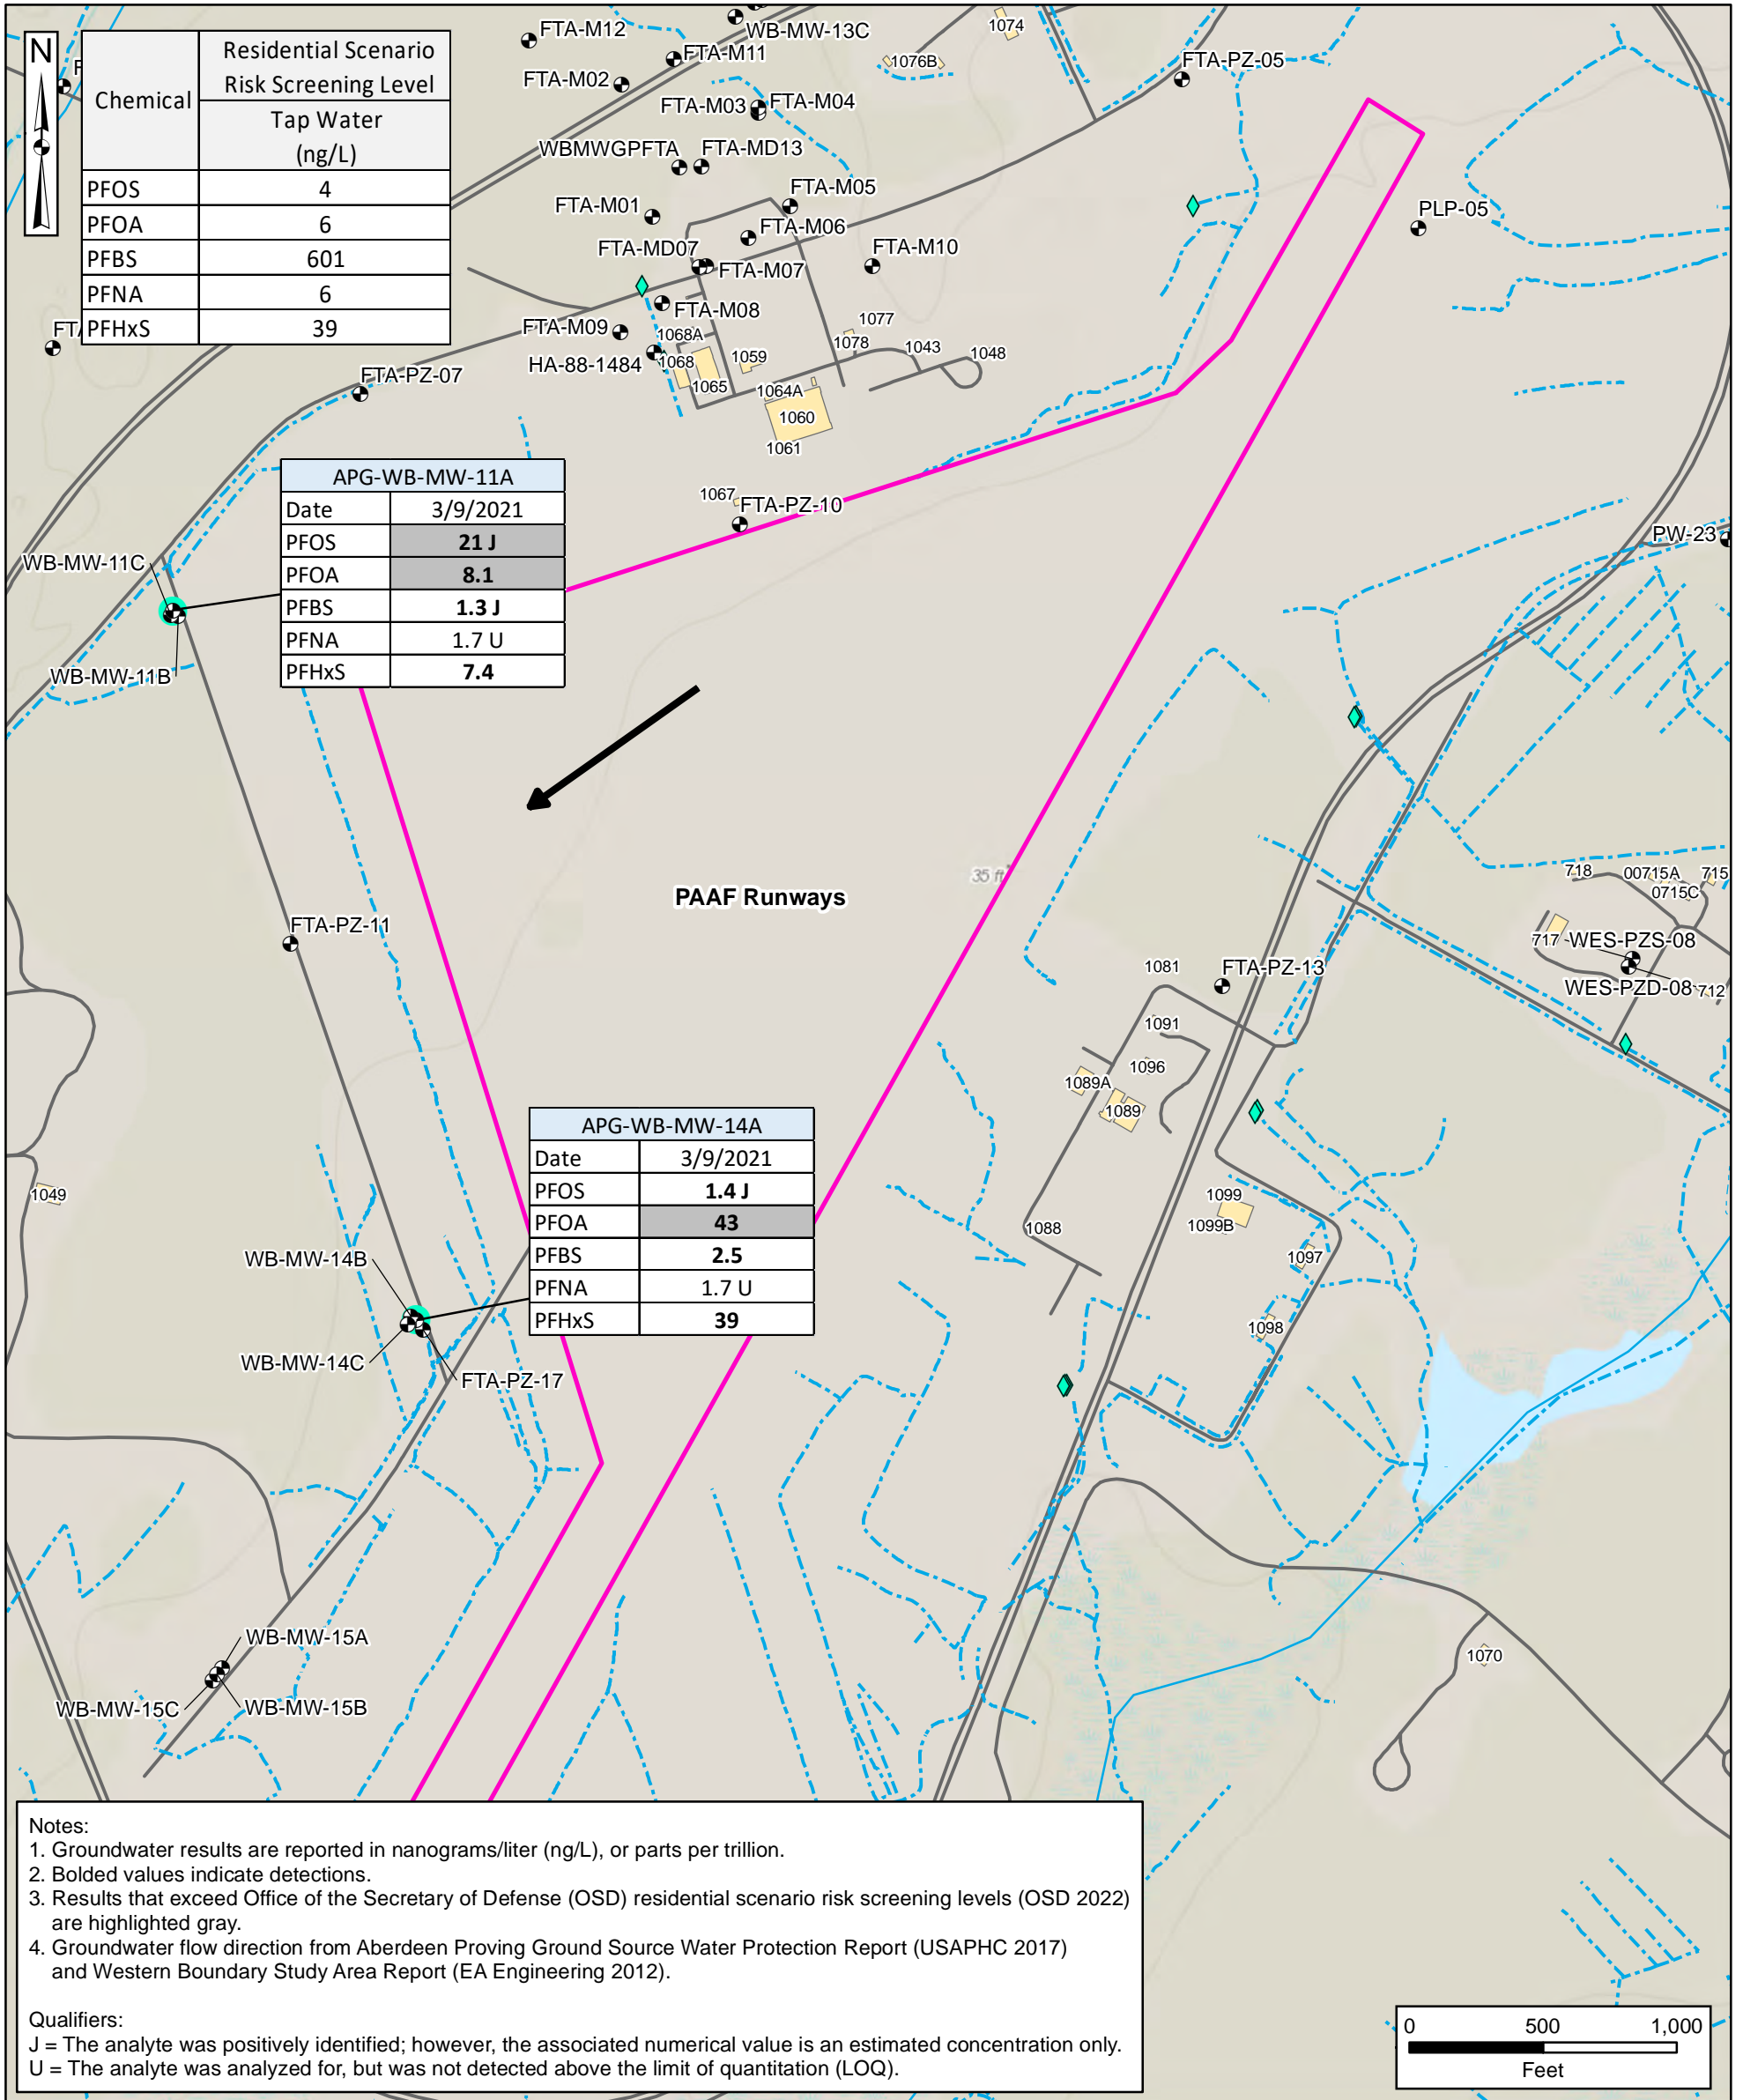 N
Chemical
Residential Scenario
Risk Screening Level
Tap Water
(ng/L)
PFOS 4
PFOA 6
PFBS 601
PFNA 6
PFHxS 39
FTA-M12
WB-MW-13C
1074
FTA-M11
1076B
FTA-PZ-05
FTA-M02
FTA-M03
FTA-M04
WBMWGPFTA
FTA-MD13
FTA-M05
FTA-M01
FTA-M06
PLP-05
FTA-MD07
FTA-M07
FTA-M10
FTA-M08
FTA-M09
1068A
1077
1078
1043
1048
HA-88-1484
1068
1059
1065
1064A
1060
1061
FTA-PZ-07
1067
FTA-PZ-10
PW-23
APG-WB-MW-11A
Date 3/9/2021
PFOS 21 J
PFOA 8.1
PFBS 1.3 J
PFNA 1.7 U
PFHxS 7.4
WB-MW-11C
WB-MW-11B
35 ft
PAAF Runways
718
00715A
715
0715C
717
WES-PZS-08
WES-PZD-08
712
FTA-PZ-11
1081
FTA-PZ-13
1091
1096
1089A
1089
APG-WB-MW-14A
Date 3/9/2021
PFOS 1.4 J
PFOA 43
PFBS 2.5
PFNA 1.7 U
PFHxS 39
1049
1099
1099B
1088
1097
WB-MW-14B
1098
WB-MW-14C
FTA-PZ-17
WB-MW-15A
1070
WB-MW-15C
WB-MW-15B
Notes:
1. Groundwater results are reported in nanograms/liter (ng/L), or parts per trillion.
2. Bolded values indicate detections.
3. Results that exceed Office of the Secretary of Defense (OSD) residential scenario risk screening levels (OSD 2022)
are highlighted gray.
4. Groundwater flow direction from Aberdeen Proving Ground Source Water Protection Report (USAPHC 2017)
and Western Boundary Study Area Report (EA Engineering 2012).
Qualifiers:
J = The analyte was positively identified; however, the associated numerical value is an estimated concentration only.
U = The analyte was analyzed for, but was not detected above the limit of quantitation (LOQ).
0 500 1,000
Feet